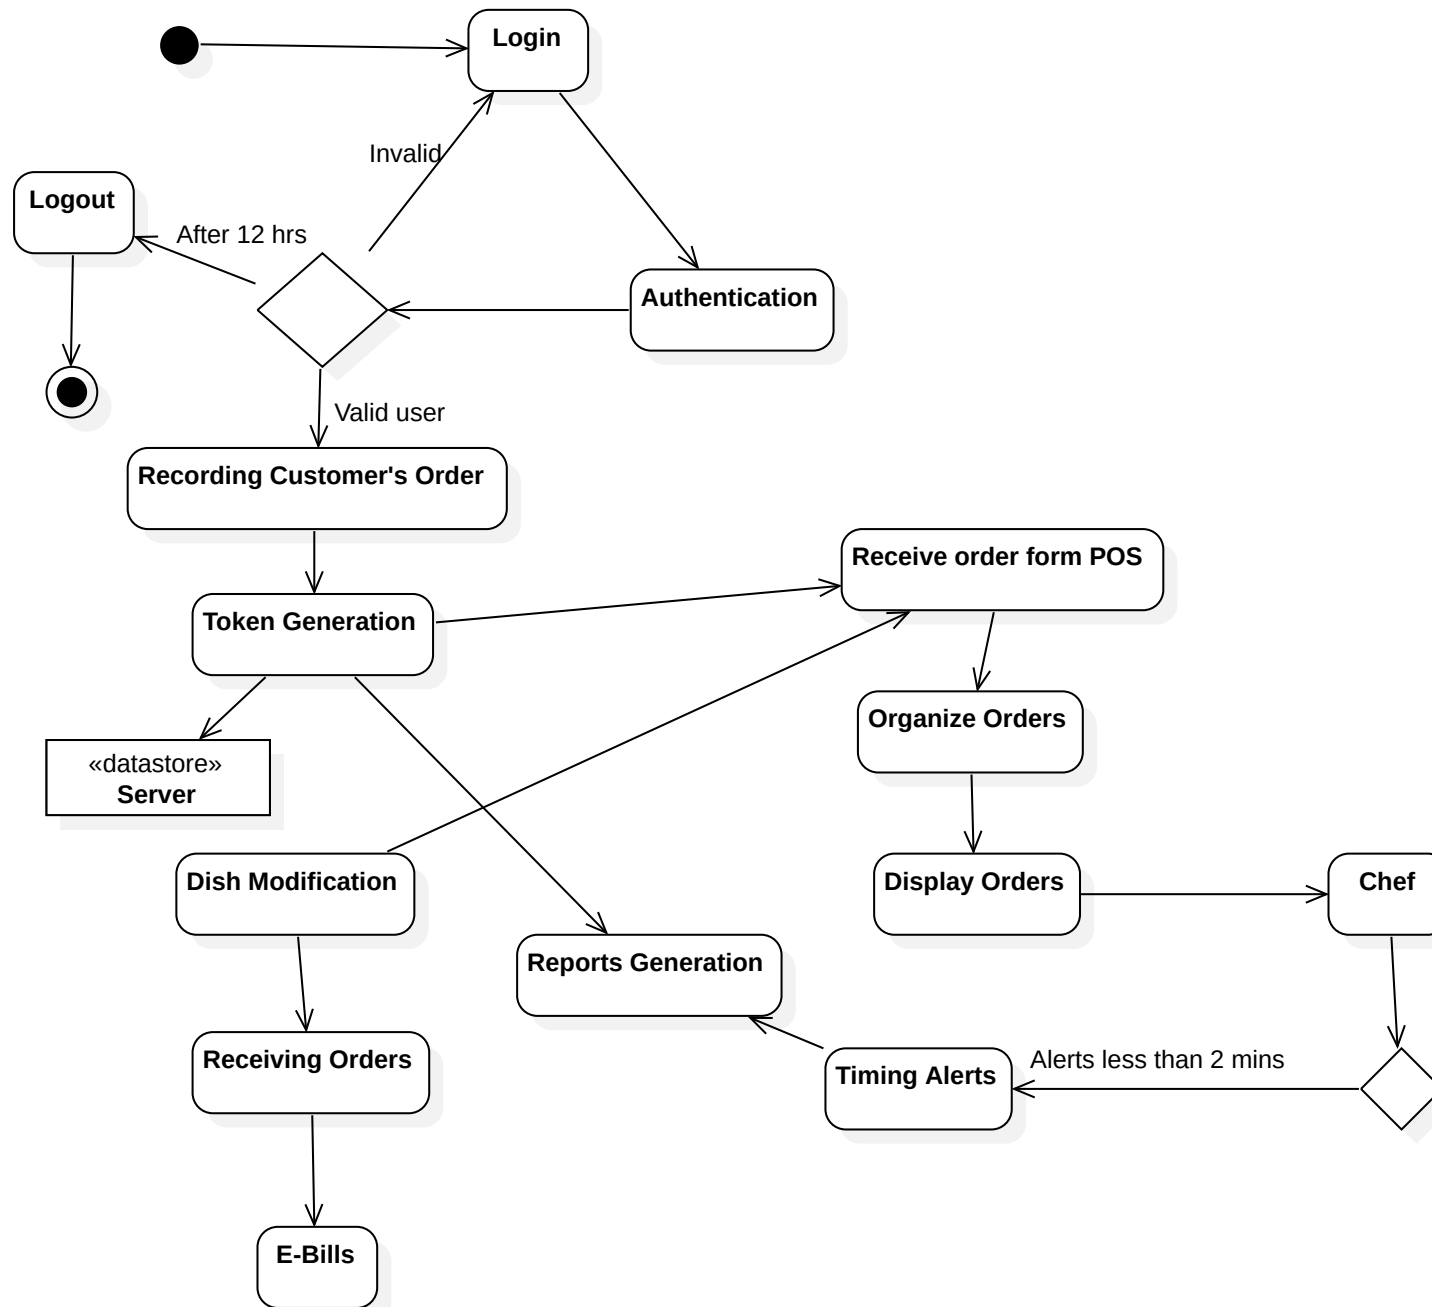 Login
Invalid
Logout
After 12 hrs
Authentication
Valid user
Recording Customer's Order
Receive order form POS
Token Generation
Organize Orders
«datastore»
Server
Dish Modification
Display Orders
Chef
Reports Generation
Receiving Orders
Timing Alerts
Alerts less than 2 mins
E-Bills